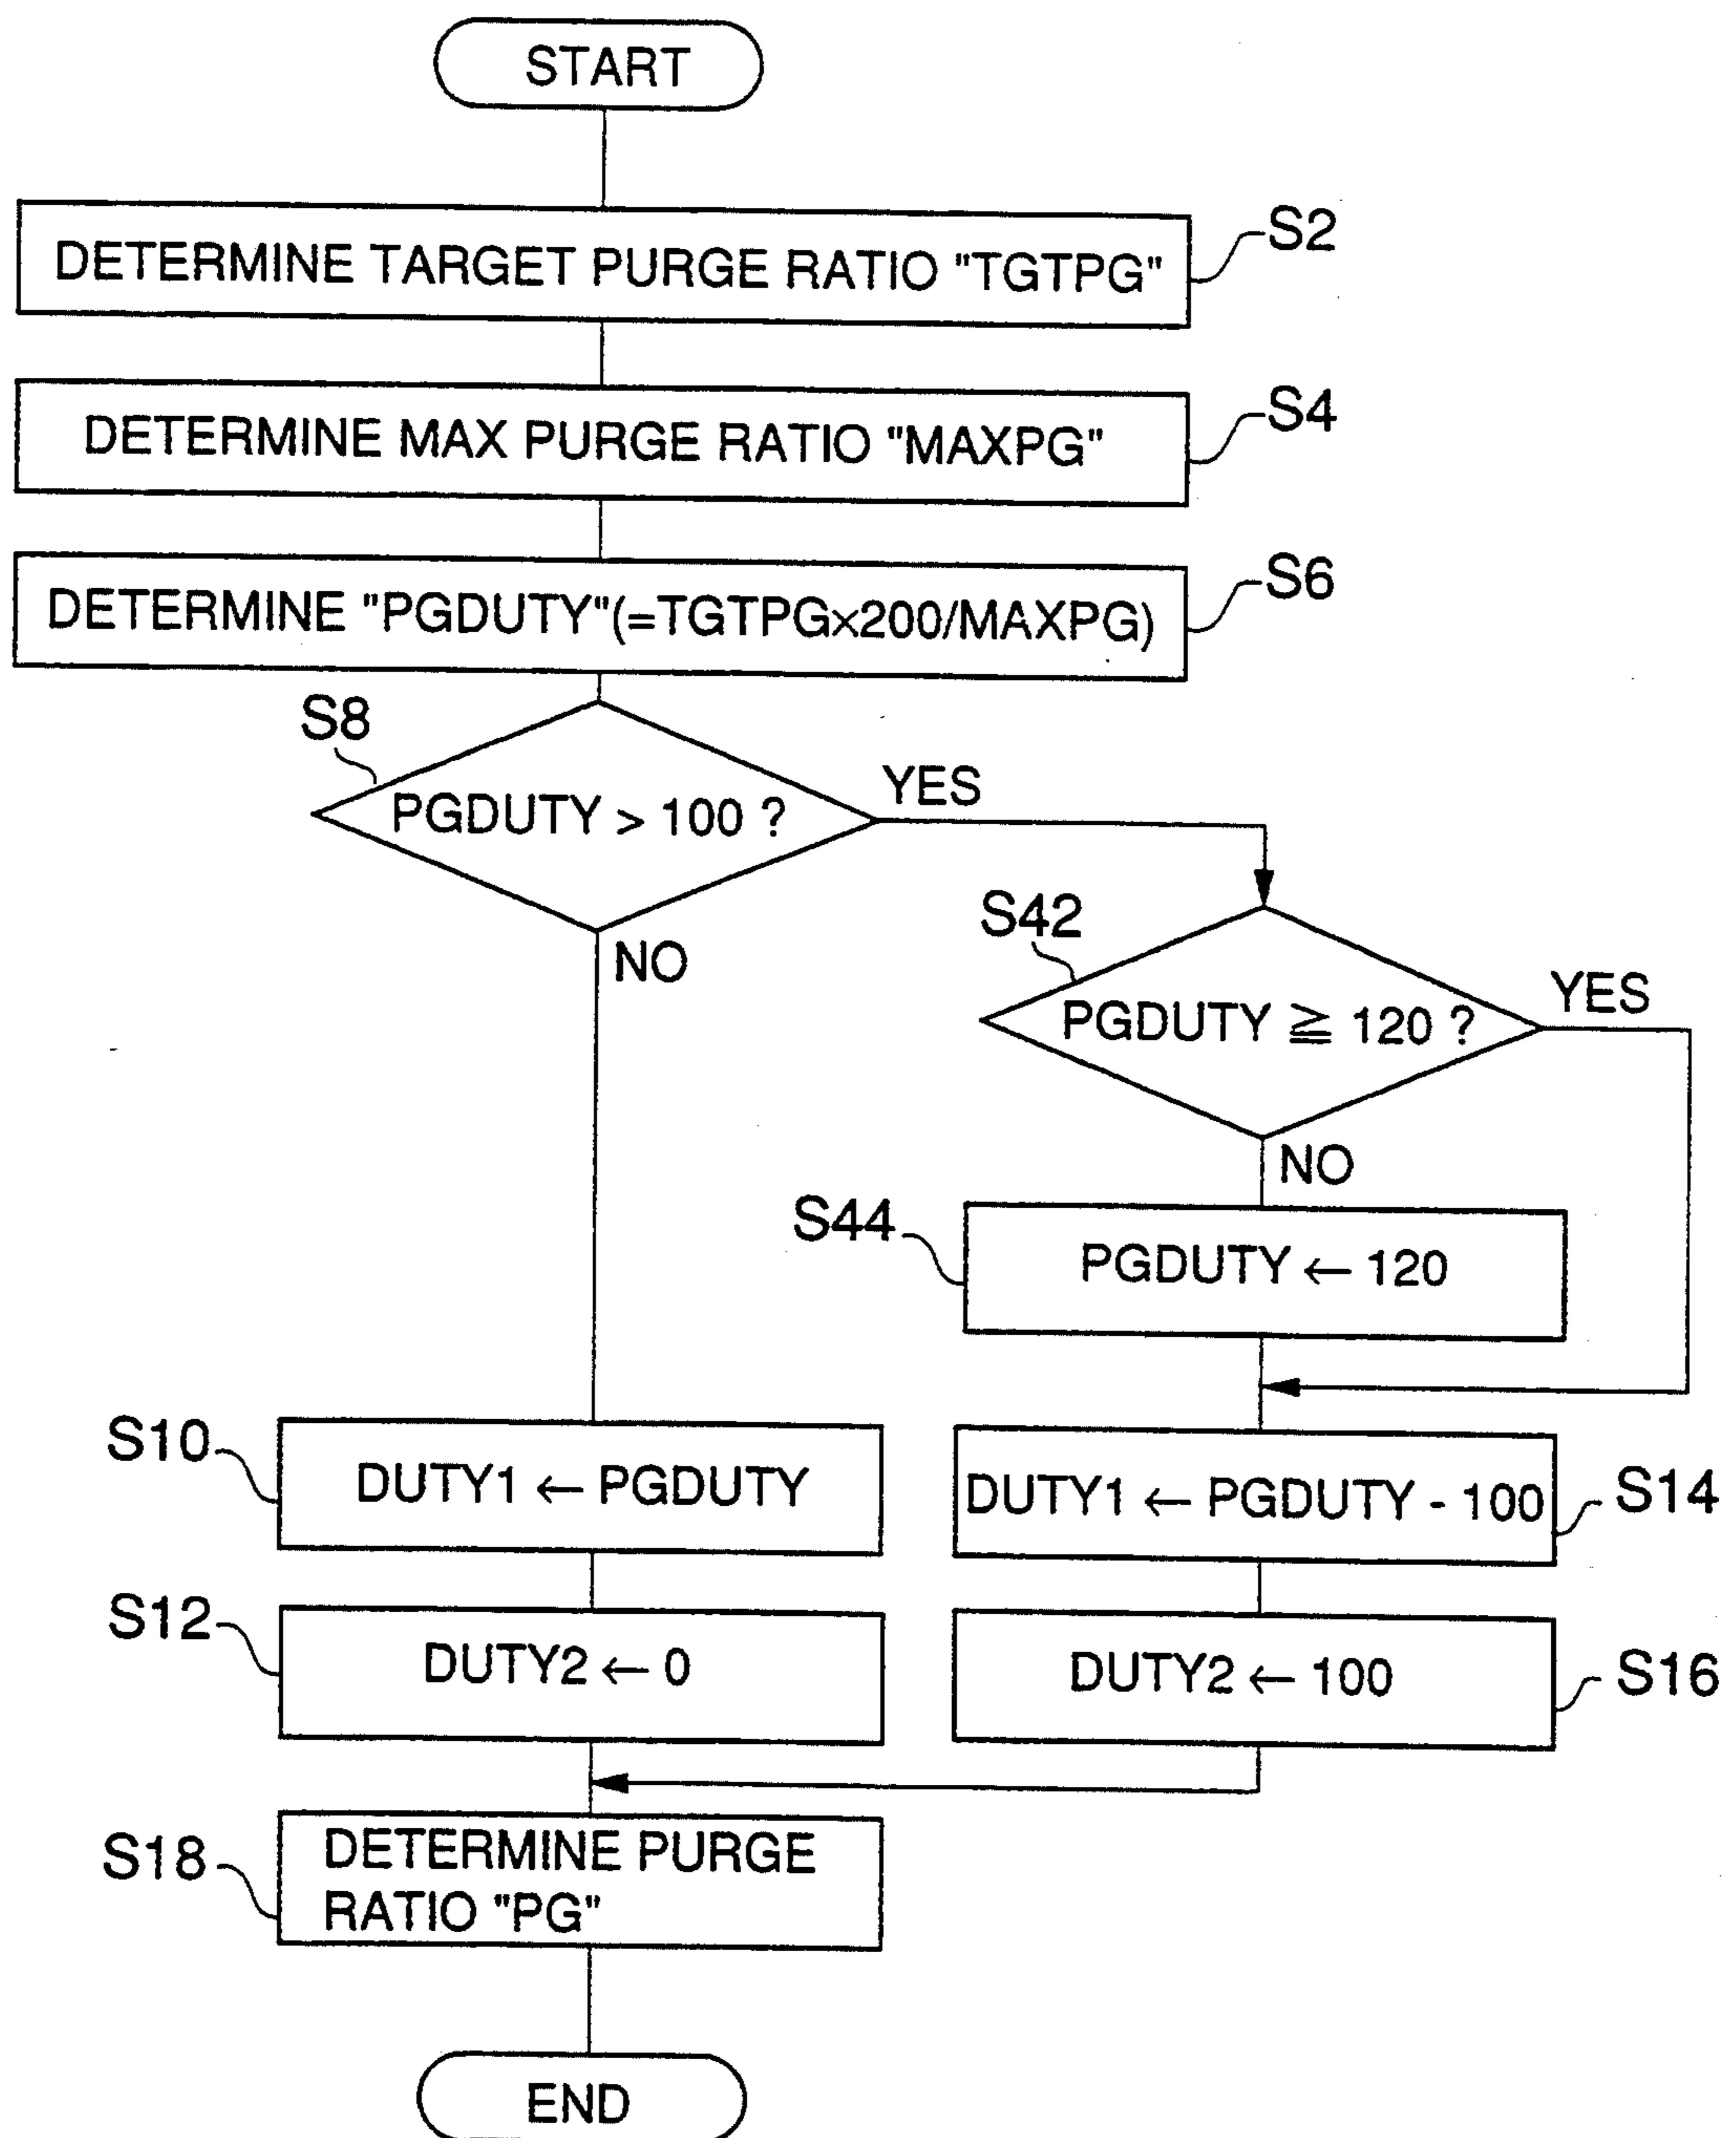 START
DETERMINE TARGET PURGE RATIO "TGTPG"
S2
DETERMINE MAX PURGE RATIO "MAXPG"
S4
DETERMINE "PGDUTY"(=TGTPG×200/MAXPG)
S6
S8
PGDUTY > 100 ?
YES
NO
S42
PGDUTY ≧ 120 ?
YES
NO
S44
PGDUTY ← 120
S10
DUTY1 ← PGDUTY
DUTY1 ← PGDUTY - 100
S14
S12
DUTY2 ← 0
DUTY2 ← 100
S16
S18
DETERMINE PURGE
RATIO "PG"
END